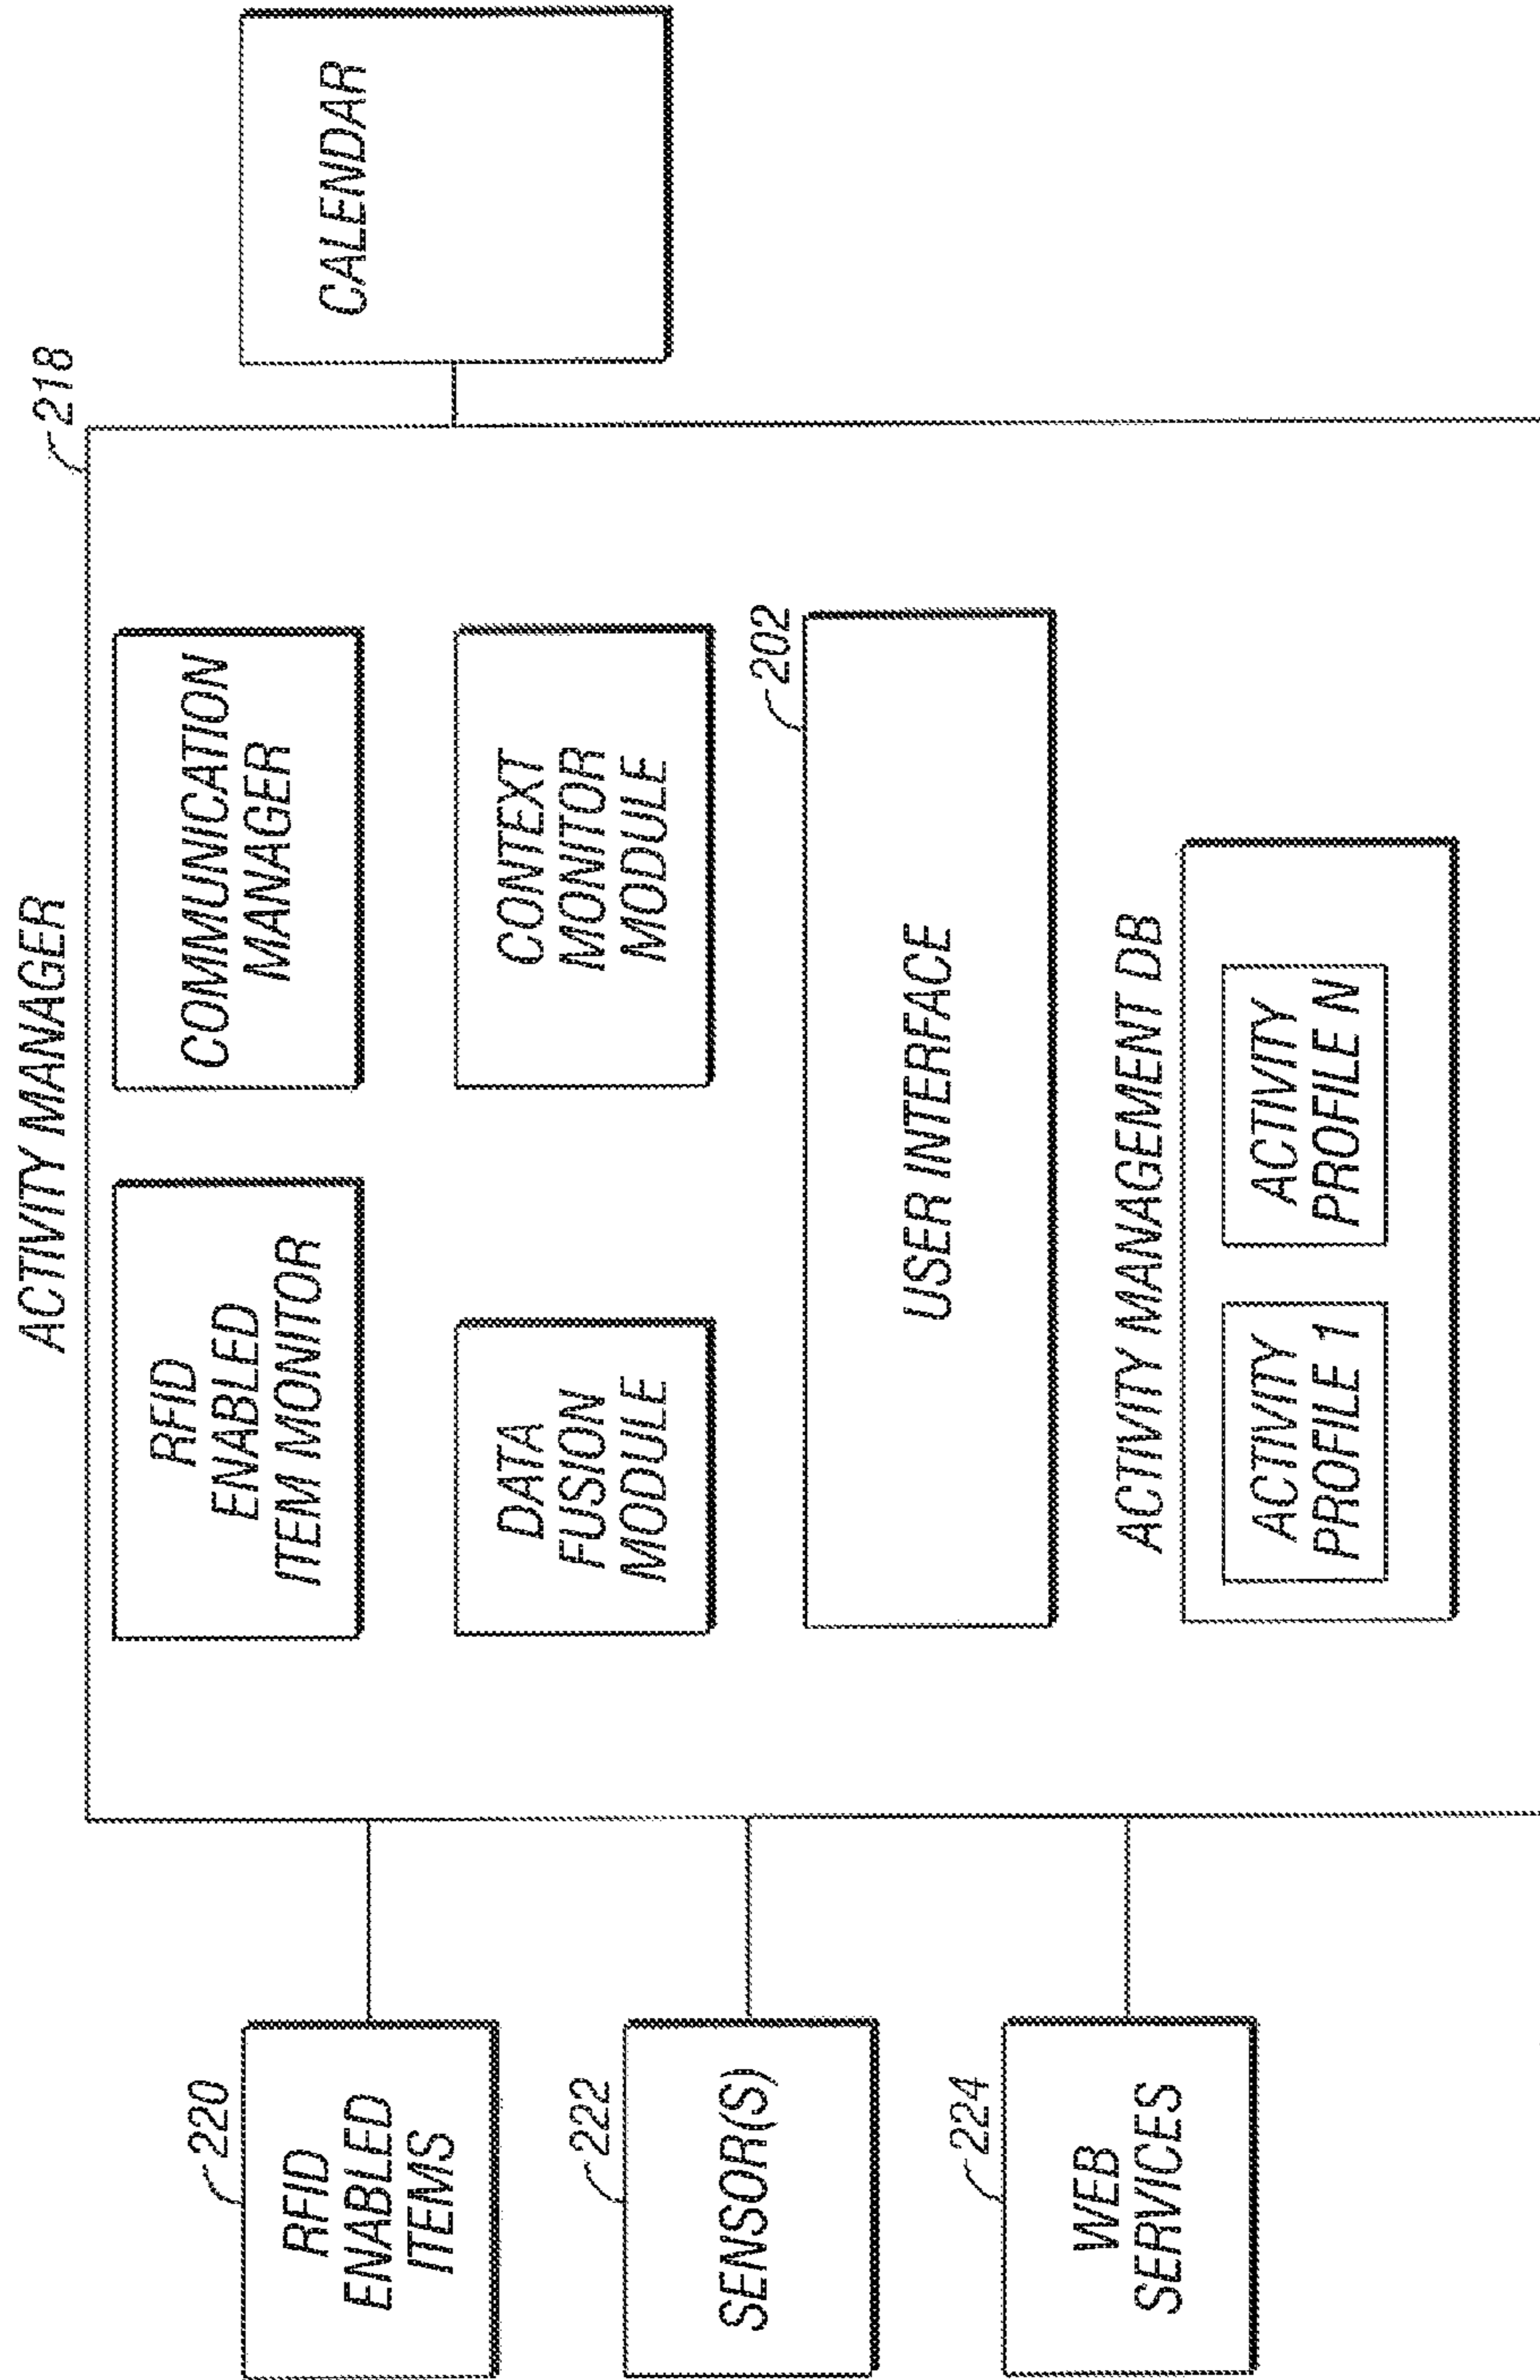 ACTIVITY MANAGER
218
220
RFID
ENABLED
ITEMS
222
SENSOR(S)
224
WEB
SERVICES
RFID
ENABLED
ITEM MONITOR
COMMUNICATION
MANAGER
DATA
FUSION
MODULE
CONTEXT
MONITOR
MODULE
202
USER INTERFACE
ACTIVITY MANAGEMENT DB
ACTIVITY
PROFILE 1
ACTIVITY
PROFILE N
CALENDAR